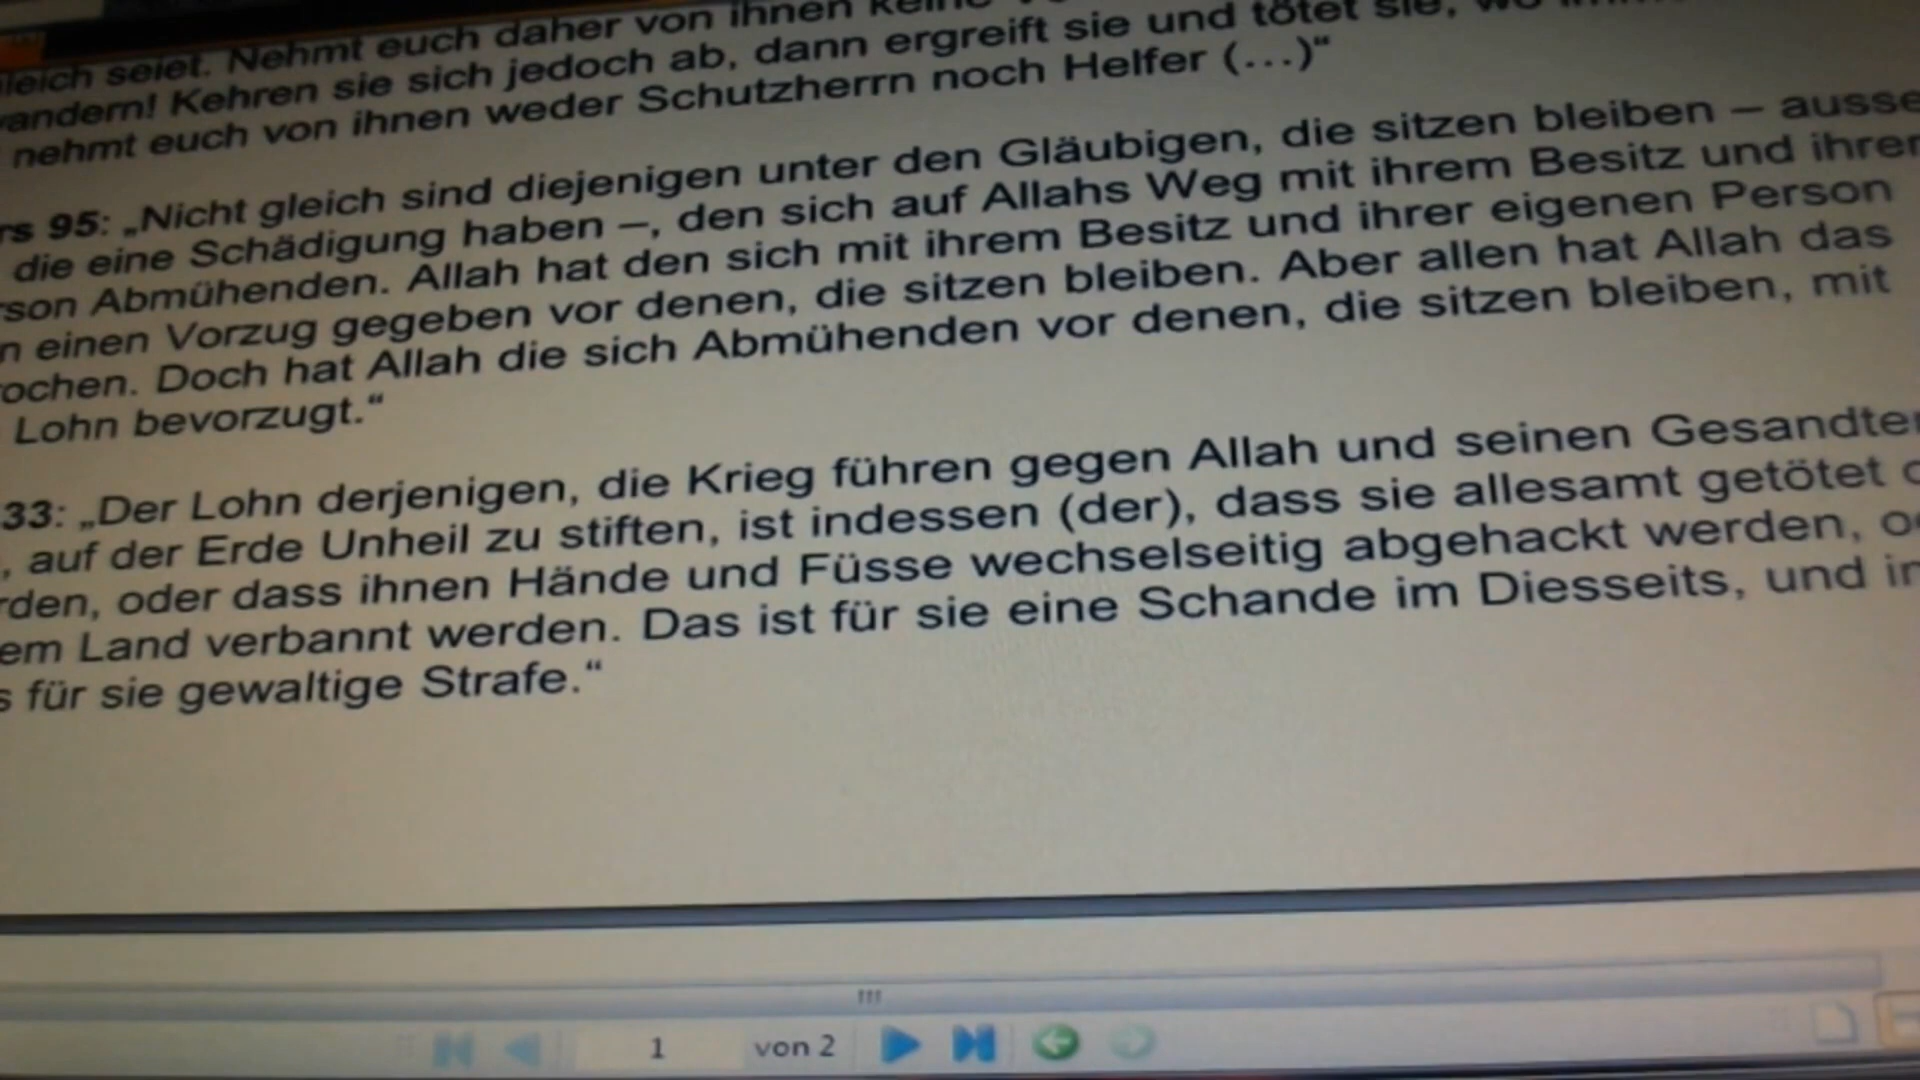 gleich seiet. Nehmt euch daher von ihnen keine
wandern! Kehren sie sich jedoch ab, dann ergreift sie und tötet sie, wo
nehmt euch von ihnen weder Schutzherrn noch Helfer (…)“
rs 95: „Nicht gleich sind diejenigen unter den Gläubigen, die sitzen bleiben – ausse
die eine Schädigung haben –, den sich auf Allahs Weg mit ihrem Besitz und ihrer
rson Abmühenden. Allah hat den sich mit ihrem Besitz und ihrer eigenen Person
n einen Vorzug gegeben vor denen, die sitzen bleiben. Aber allen hat Allah das
ochen. Doch hat Allah die sich Abmühenden vor denen, die sitzen bleiben, mit
Lohn bevorzugt.“
33: „Der Lohn derjenigen, die Krieg führen gegen Allah und seinen Gesandten
, auf der Erde Unheil zu stiften, ist indessen (der), dass sie allesamt getötet o
rden, oder dass ihnen Hände und Füsse wechselseitig abgehackt werden, o
em Land verbannt werden. Das ist für sie eine Schande im Diesseits, und im
s für sie gewaltige Strafe.“
1 von 2